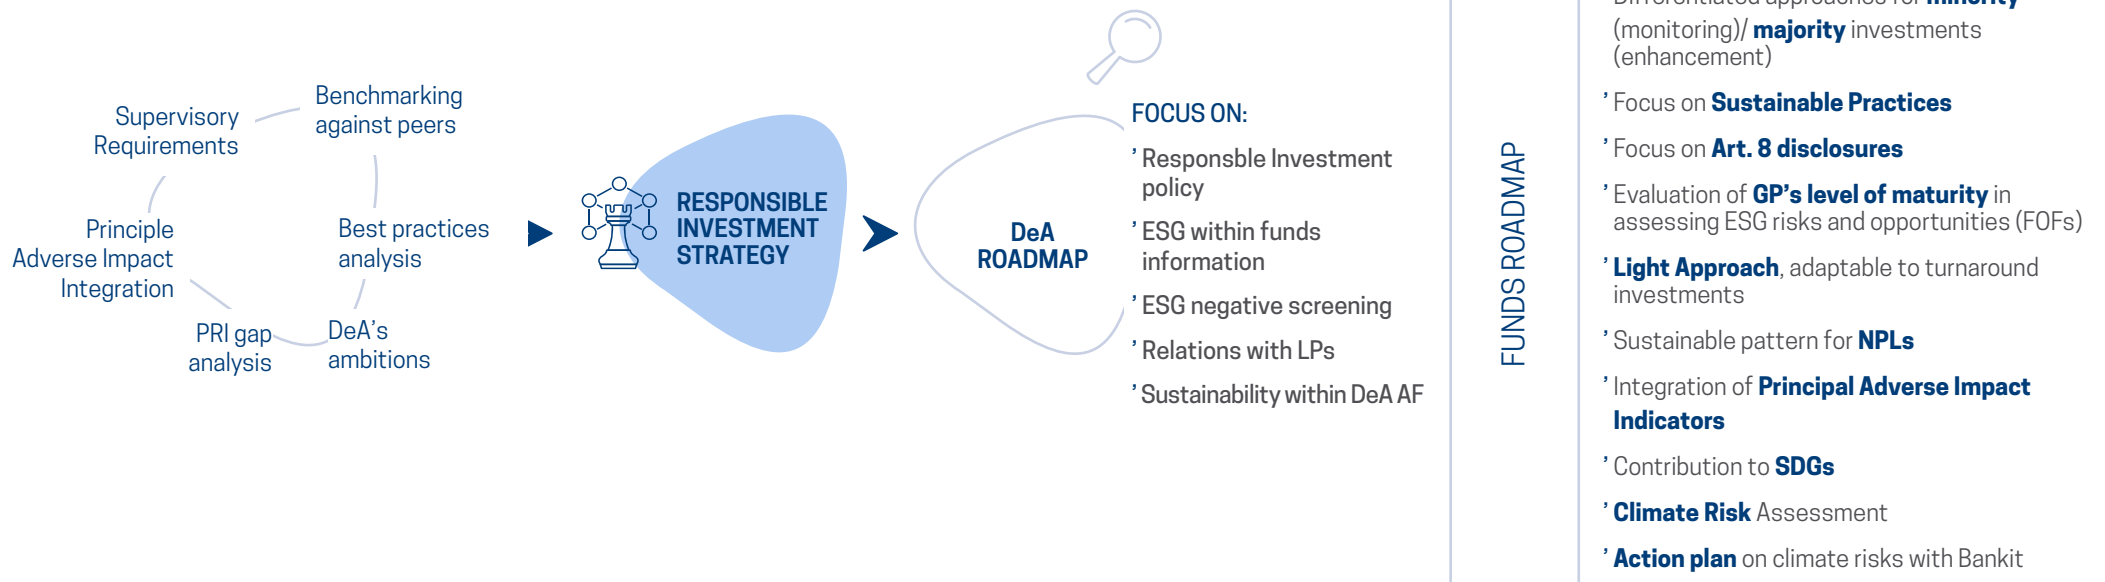 Supervisory
Requirements
Benchmarking
against peers
Principle
Adverse Impact
Integration
Best practices
analysis
PRI gap
analysis
DeA's
ambitions
RESPONSIBLE
INVESTMENT
STRATEGY
DeA
ROADMAP
FOCUS ON:
’ Responsble Investment
policy
’ ESG within funds
information
’ ESG negative screening
’ Relations with LPs
’ Sustainability within DeA AF
FUNDS ROADMAP
Differentiated approaches for minority
(monitoring)/ majority investments
(enhancement)
’ Focus on Sustainable Practices
’ Focus on Art. 8 disclosures
’ Evaluation of GP’s level of maturity in
assessing ESG risks and opportunities (FOFs)
’ Light Approach, adaptable to turnaround
investments
’ Sustainable pattern for NPLs
’ Integration of Principal Adverse Impact
Indicators
’ Contribution to SDGs
’ Climate Risk Assessment
’ Action plan on climate risks with Bankit